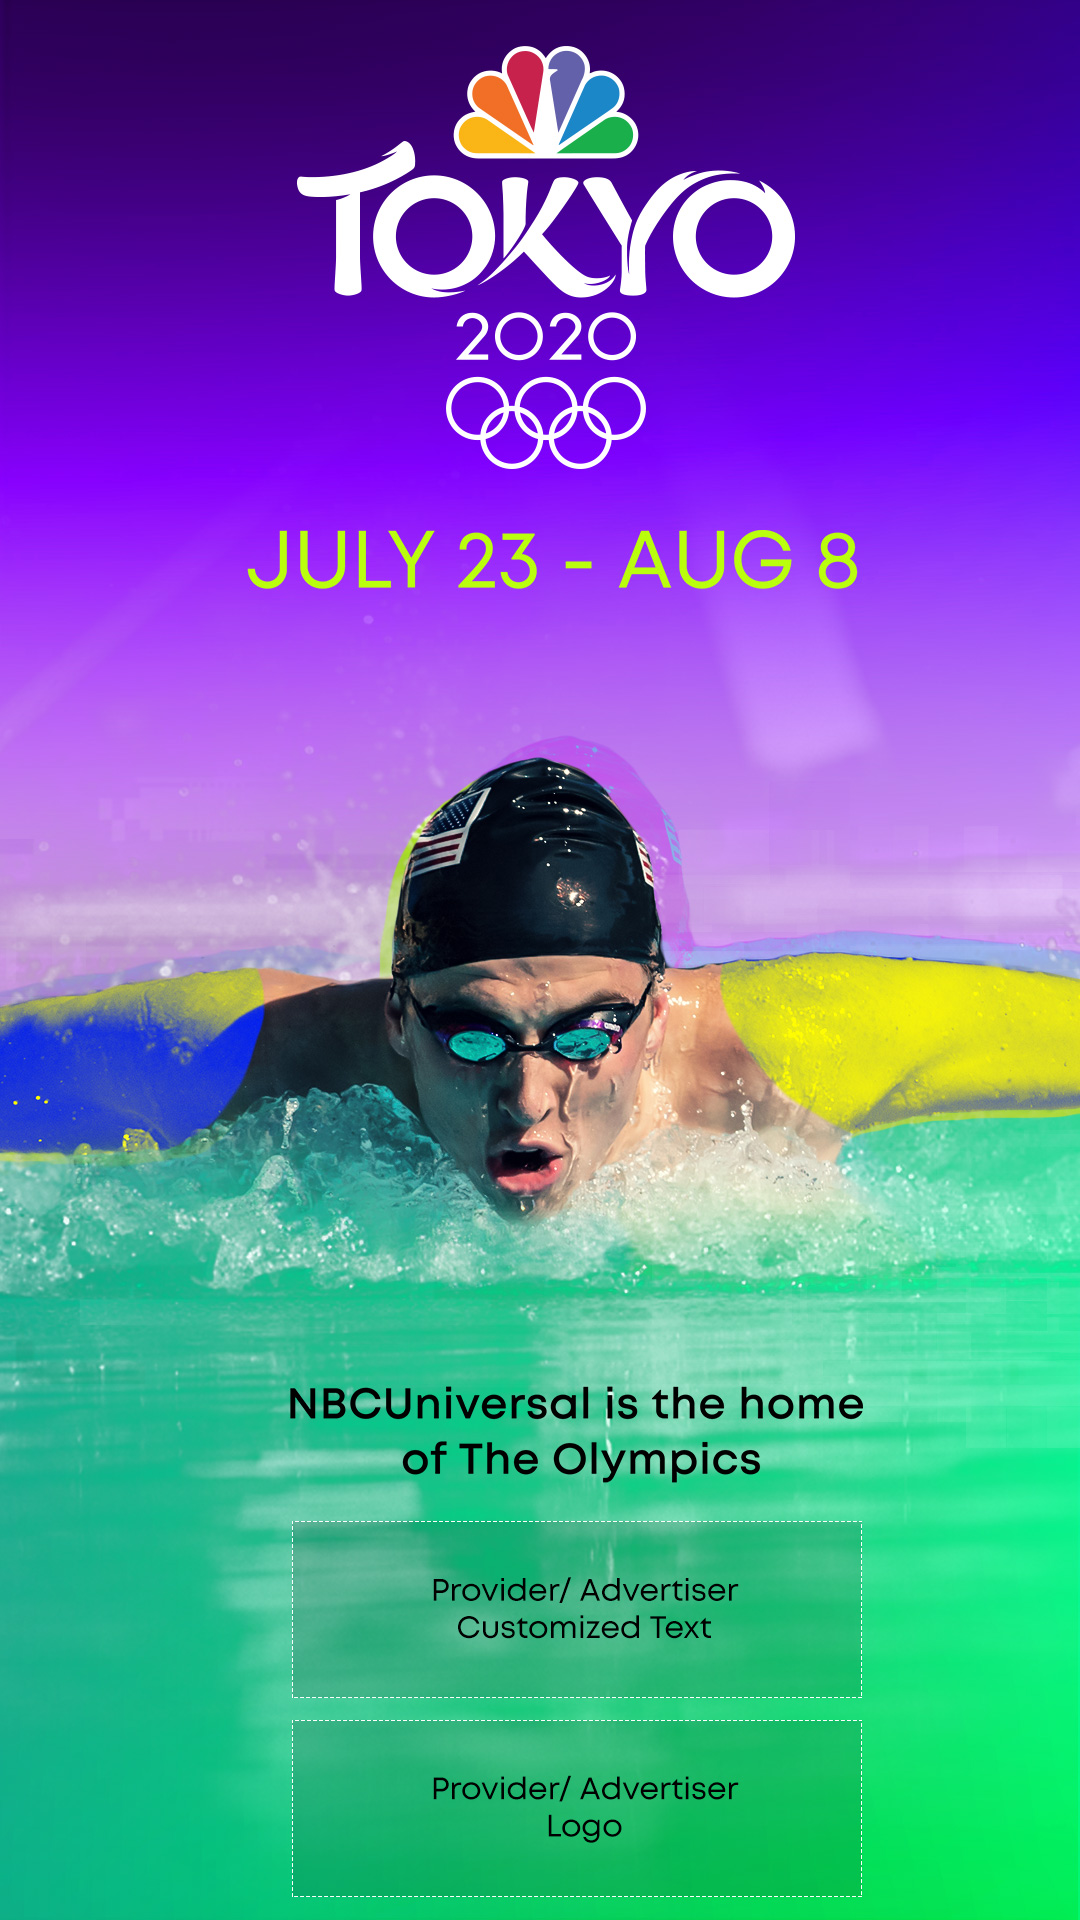 TOKYO
2020
JULY 23 - AUG 8
NBCUniversal is the home
of The Olympics
Provider/ Advertiser
Customized Text
Provider/ Advertiser
Logo